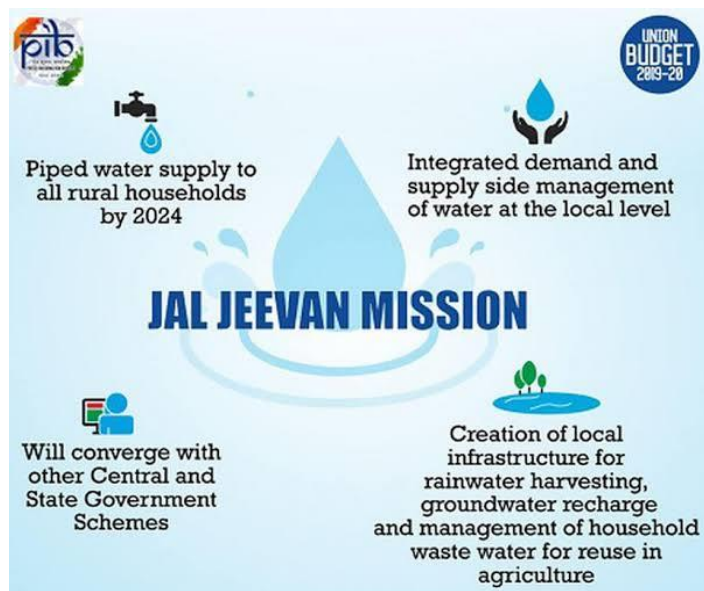 pib
UNION
BUDGET
2019-20
Piped water supply to
all rural households
by 2024
Integrated demand and
supply side management
of water at the local level
JAL JEEVAN MISSION
Will converge with
other Central and
State Government
Schemes
Creation of local
infrastructure for
rainwater harvesting,
groundwater recharge
and management of household
waste water for reuse in
agriculture